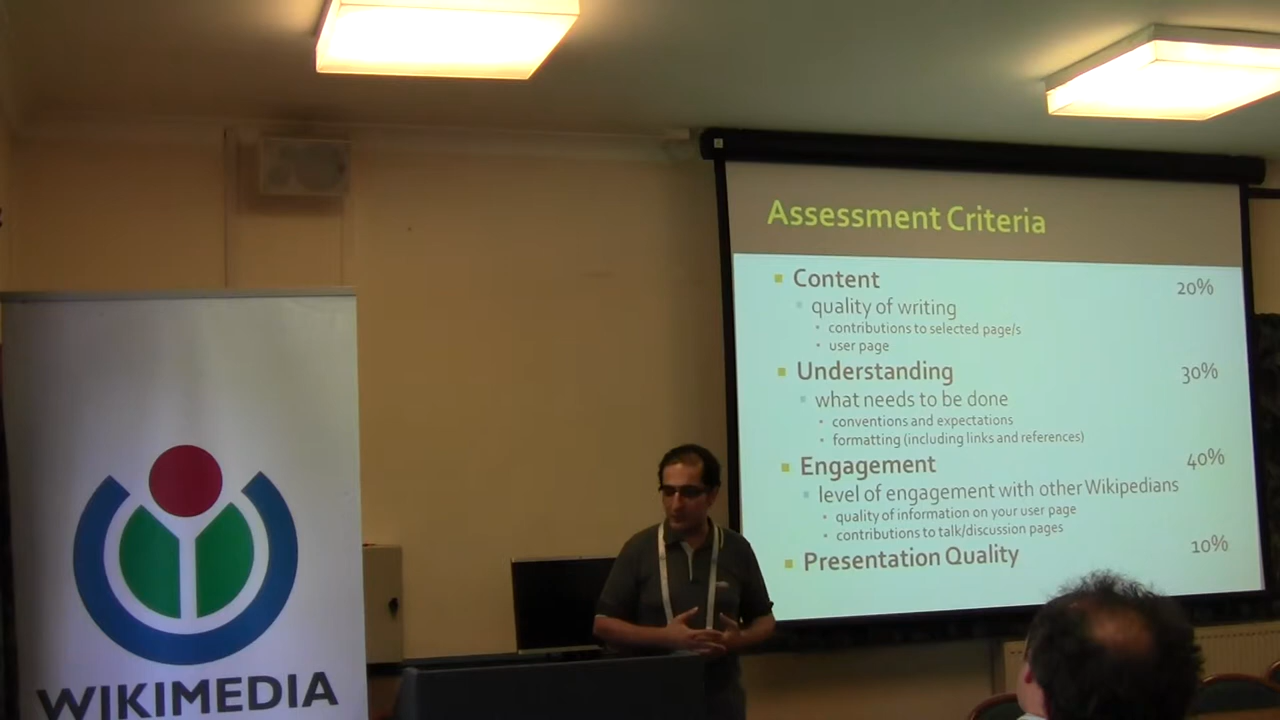 Assessment Criteria
Content 20%
quality of writing
contributions to selected page/s
user page
Understanding 30%
what needs to be done
conventions and expectations
formatting (including links and references)
Engagement 40%
level of engagement with other Wikipedians
quality of information on your user page
contributions to talk/discussion pages
Presentation Quality 10%
WIKIMEDIA